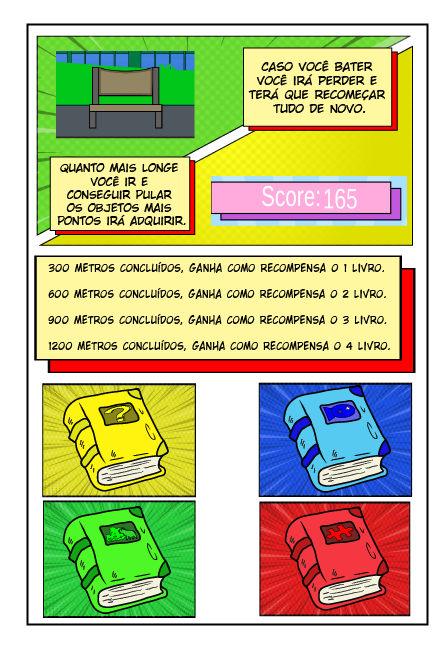 CASO VOCÊ BATER
VOCÊ IRÁ PERDER E
TERÁ QUE RECOMEÇAR
TUDO DE NOVO.
QUANTO MAIS LONGE
VOCÊ IR E
CONSEGUIR PULAR
OS OBJETOS MAIS
PONTOS IRÁ ADQUIRIR.
Score: 165
300 METROS CONCLUÍDOS, GANHA COMO RECOMPENSA O 1 LIVRO.
600 METROS CONCLUÍDOS, GANHA COMO RECOMPENSA O 2 LIVRO.
900 METROS CONCLUÍDOS, GANHA COMO RECOMPENSA O 3 LIVRO.
1200 METROS CONCLUÍDOS, GANHA COMO RECOMPENSA O 4 LIVRO.
?